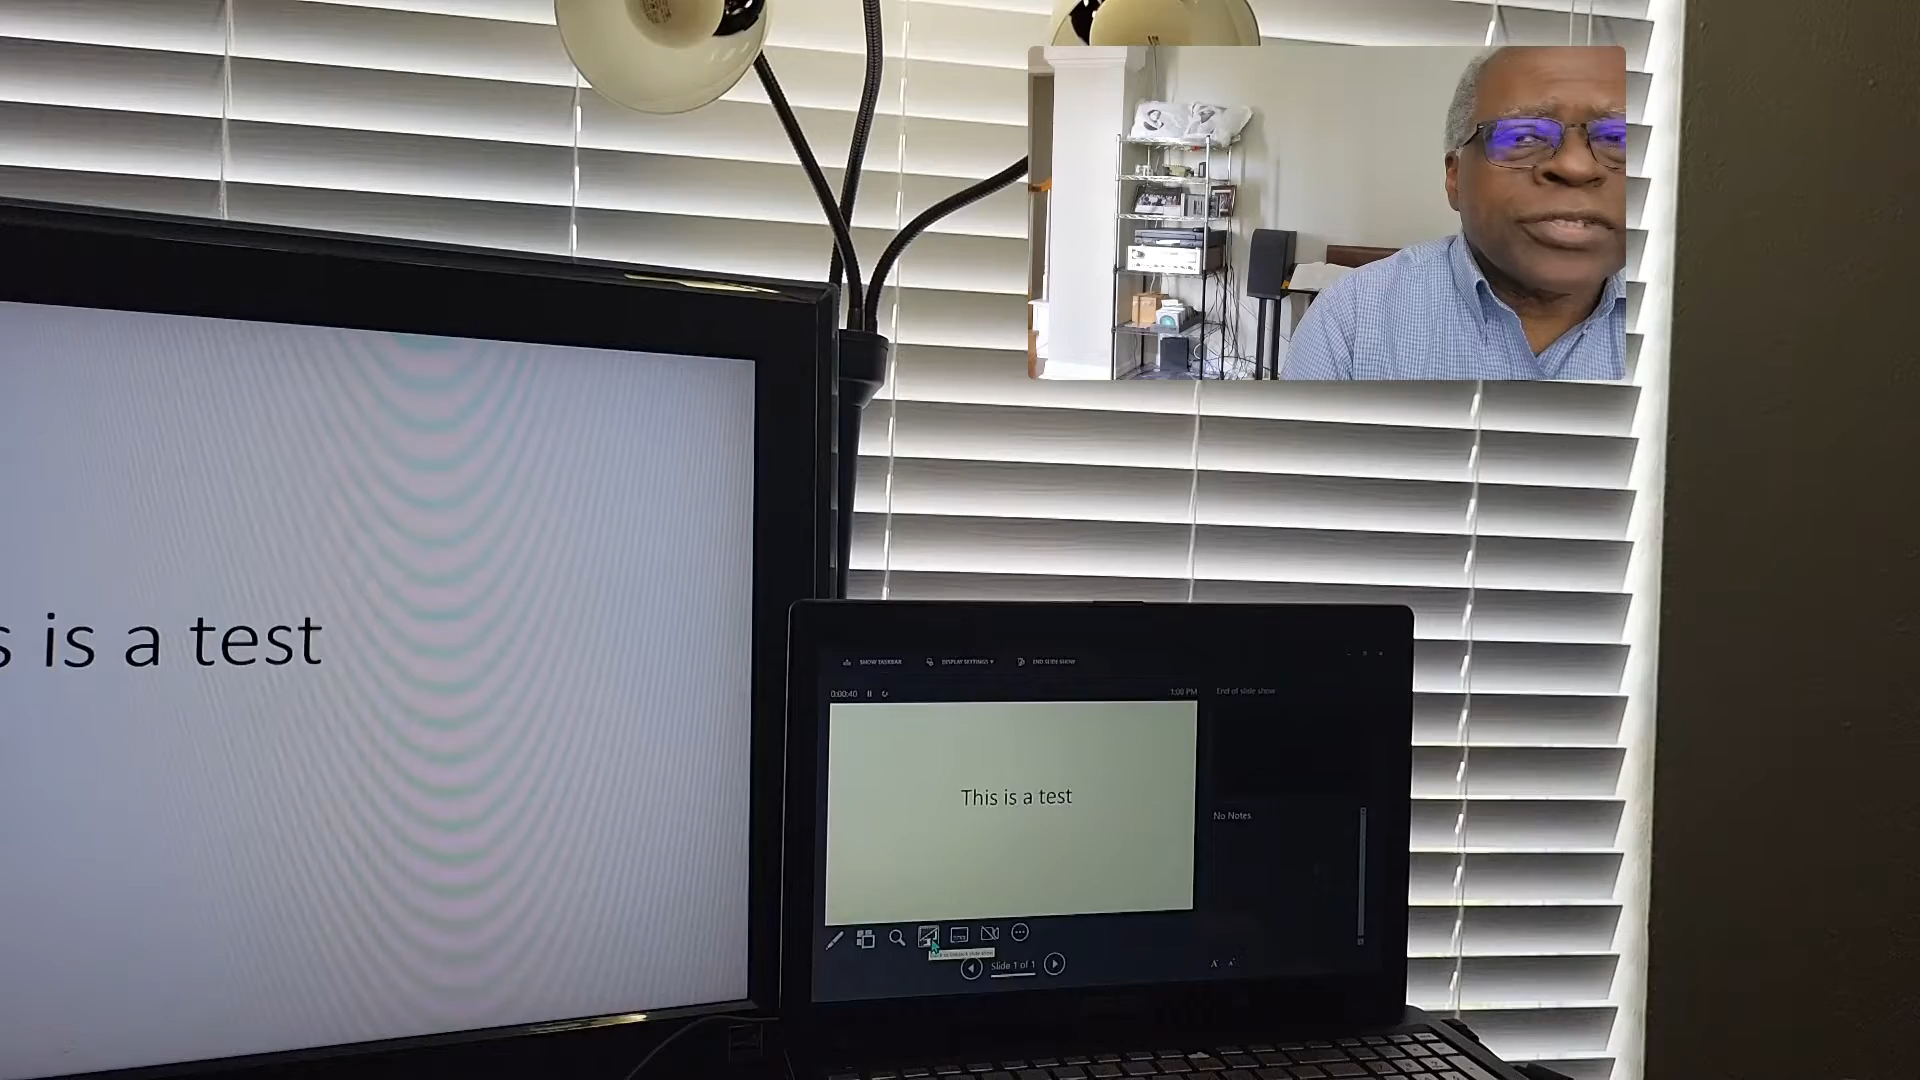 s is a test
SHOW TASKBAR
DISPLAY SETTINGS
END SLIDE SHOW
0:00:40
1:08 PM
End of slide show
This is a test
No Notes
Slide 1 of 1
A A